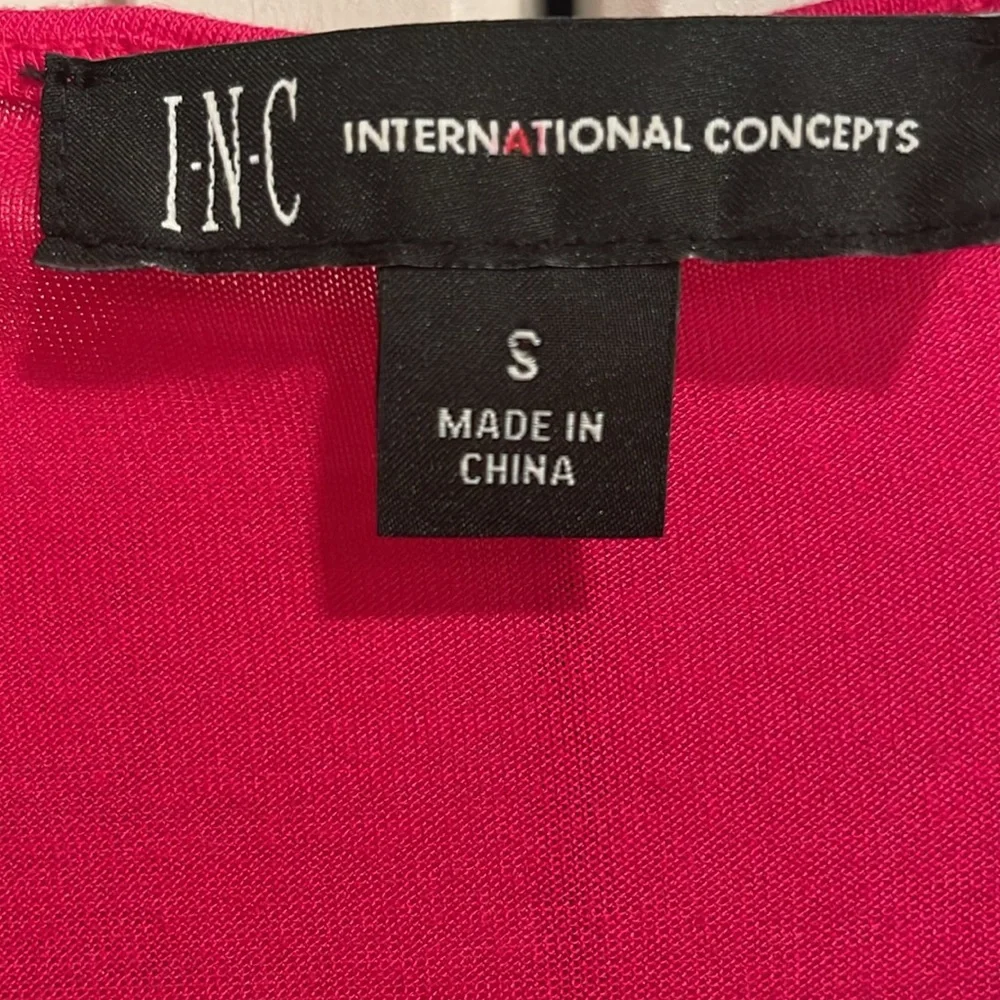 I·N·C INTERNATIONAL CONCEPTS
S
MADE IN
CHINA